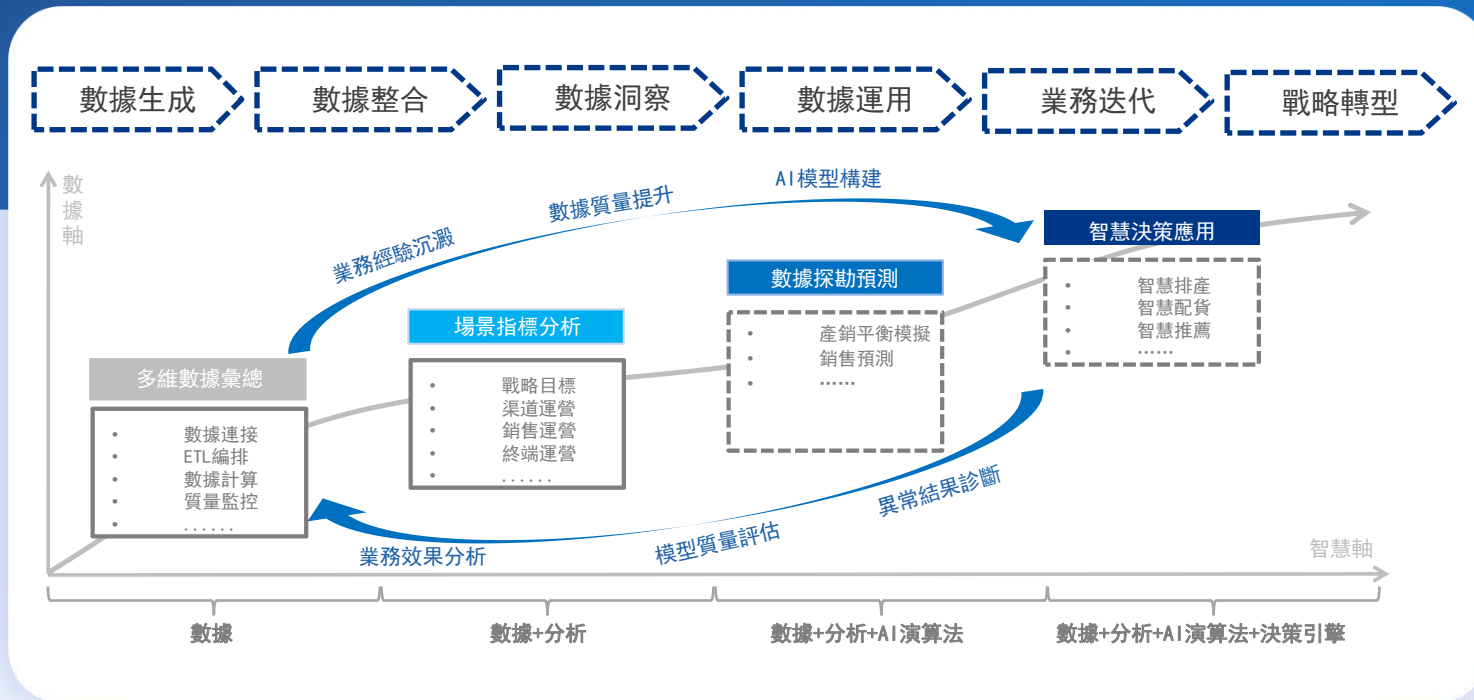 數據生成
數據整合
數據洞察
數據運用
業務迭代
戰略轉型
數據軸
業務經驗沉澱
數據質量提升
AI模型構建
多維數據彙總
• 數據連接
• ETL編排
• 數據計算
• 質量監控
• ......
場景指標分析
• 戰略目標
• 渠道運營
• 銷售運營
• 終端運營
• ......
數據探勘預測
• 產銷平衡模擬
• 銷售預測
• ......
智慧決策應用
• 智慧排產
• 智慧配貨
• 智慧推薦
• ......
業務效果分析
模型質量評估
異常結果診斷
智慧軸
數據
數據+分析
數據+分析+AI演算法
數據+分析+AI演算法+決策引擎